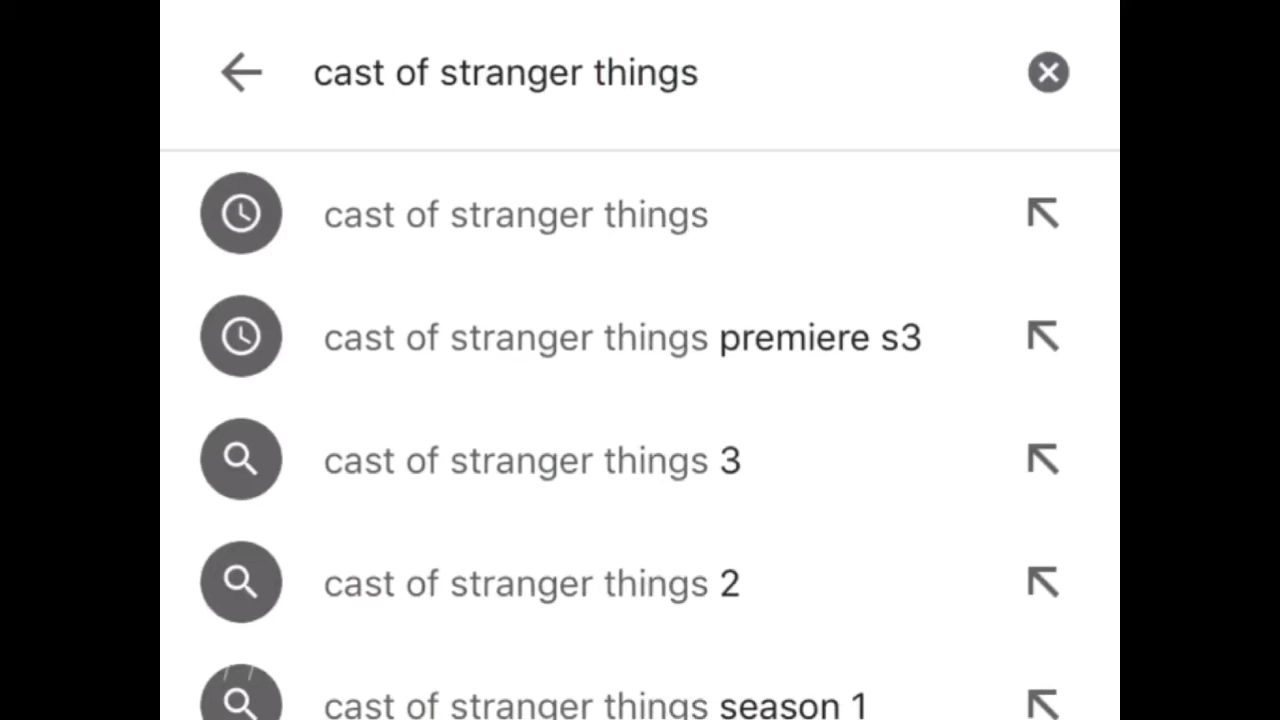 cast of stranger things
cast of stranger things
cast of stranger things premiere s3
cast of stranger things 3
cast of stranger things 2
cast of stranger things season 1